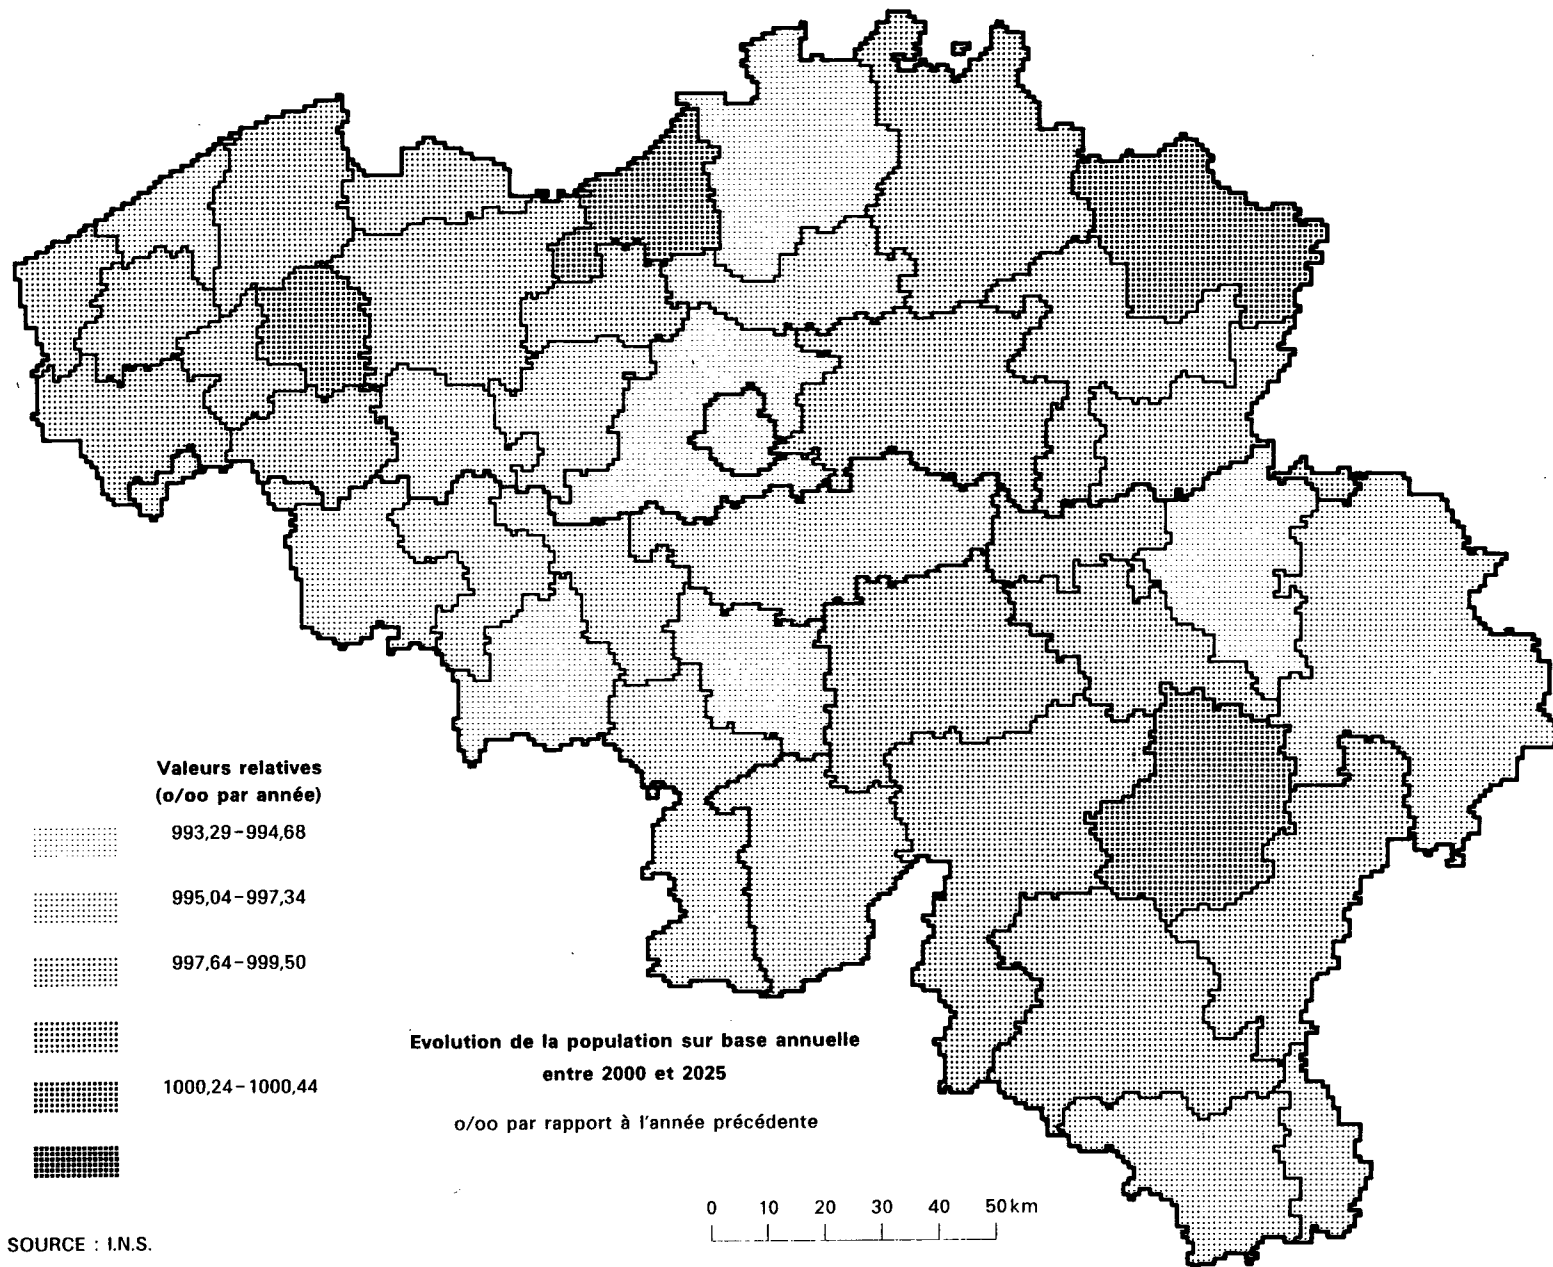 Valeurs relatives
(o/oo par année)
993,29-994,68
995,04-997,34
997,64-999,50
1000,24-1000,44
Evolution de la population sur base annuelle
entre 2000 et 2025
o/oo par rapport à l'année précédente
0 10 20 30 40 50 km
SOURCE : I.N.S.